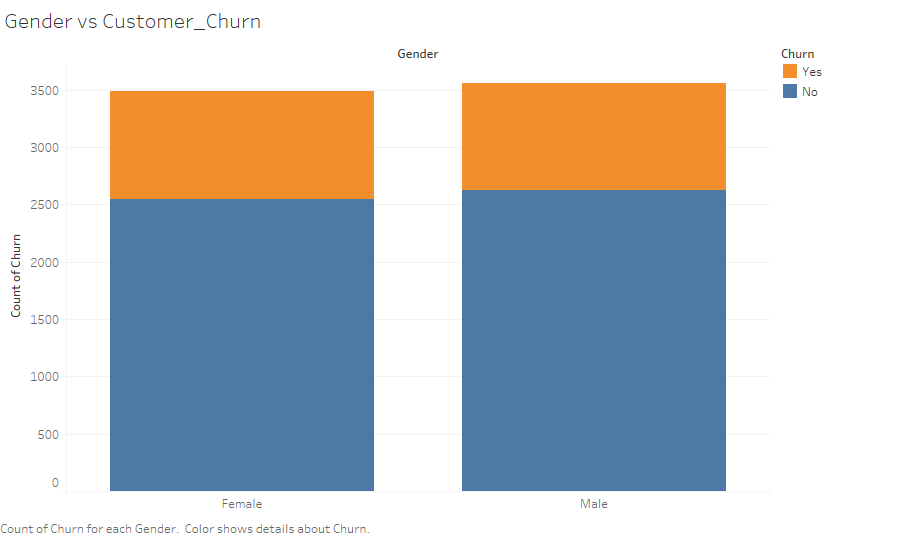 Gender vs Customer_Churn
Gender
Churn
Yes
No
Count of Churn
3500
3000
2500
2000
1500
1000
500
0
Female
Male
Count of Churn for each Gender.  Color shows details about Churn.